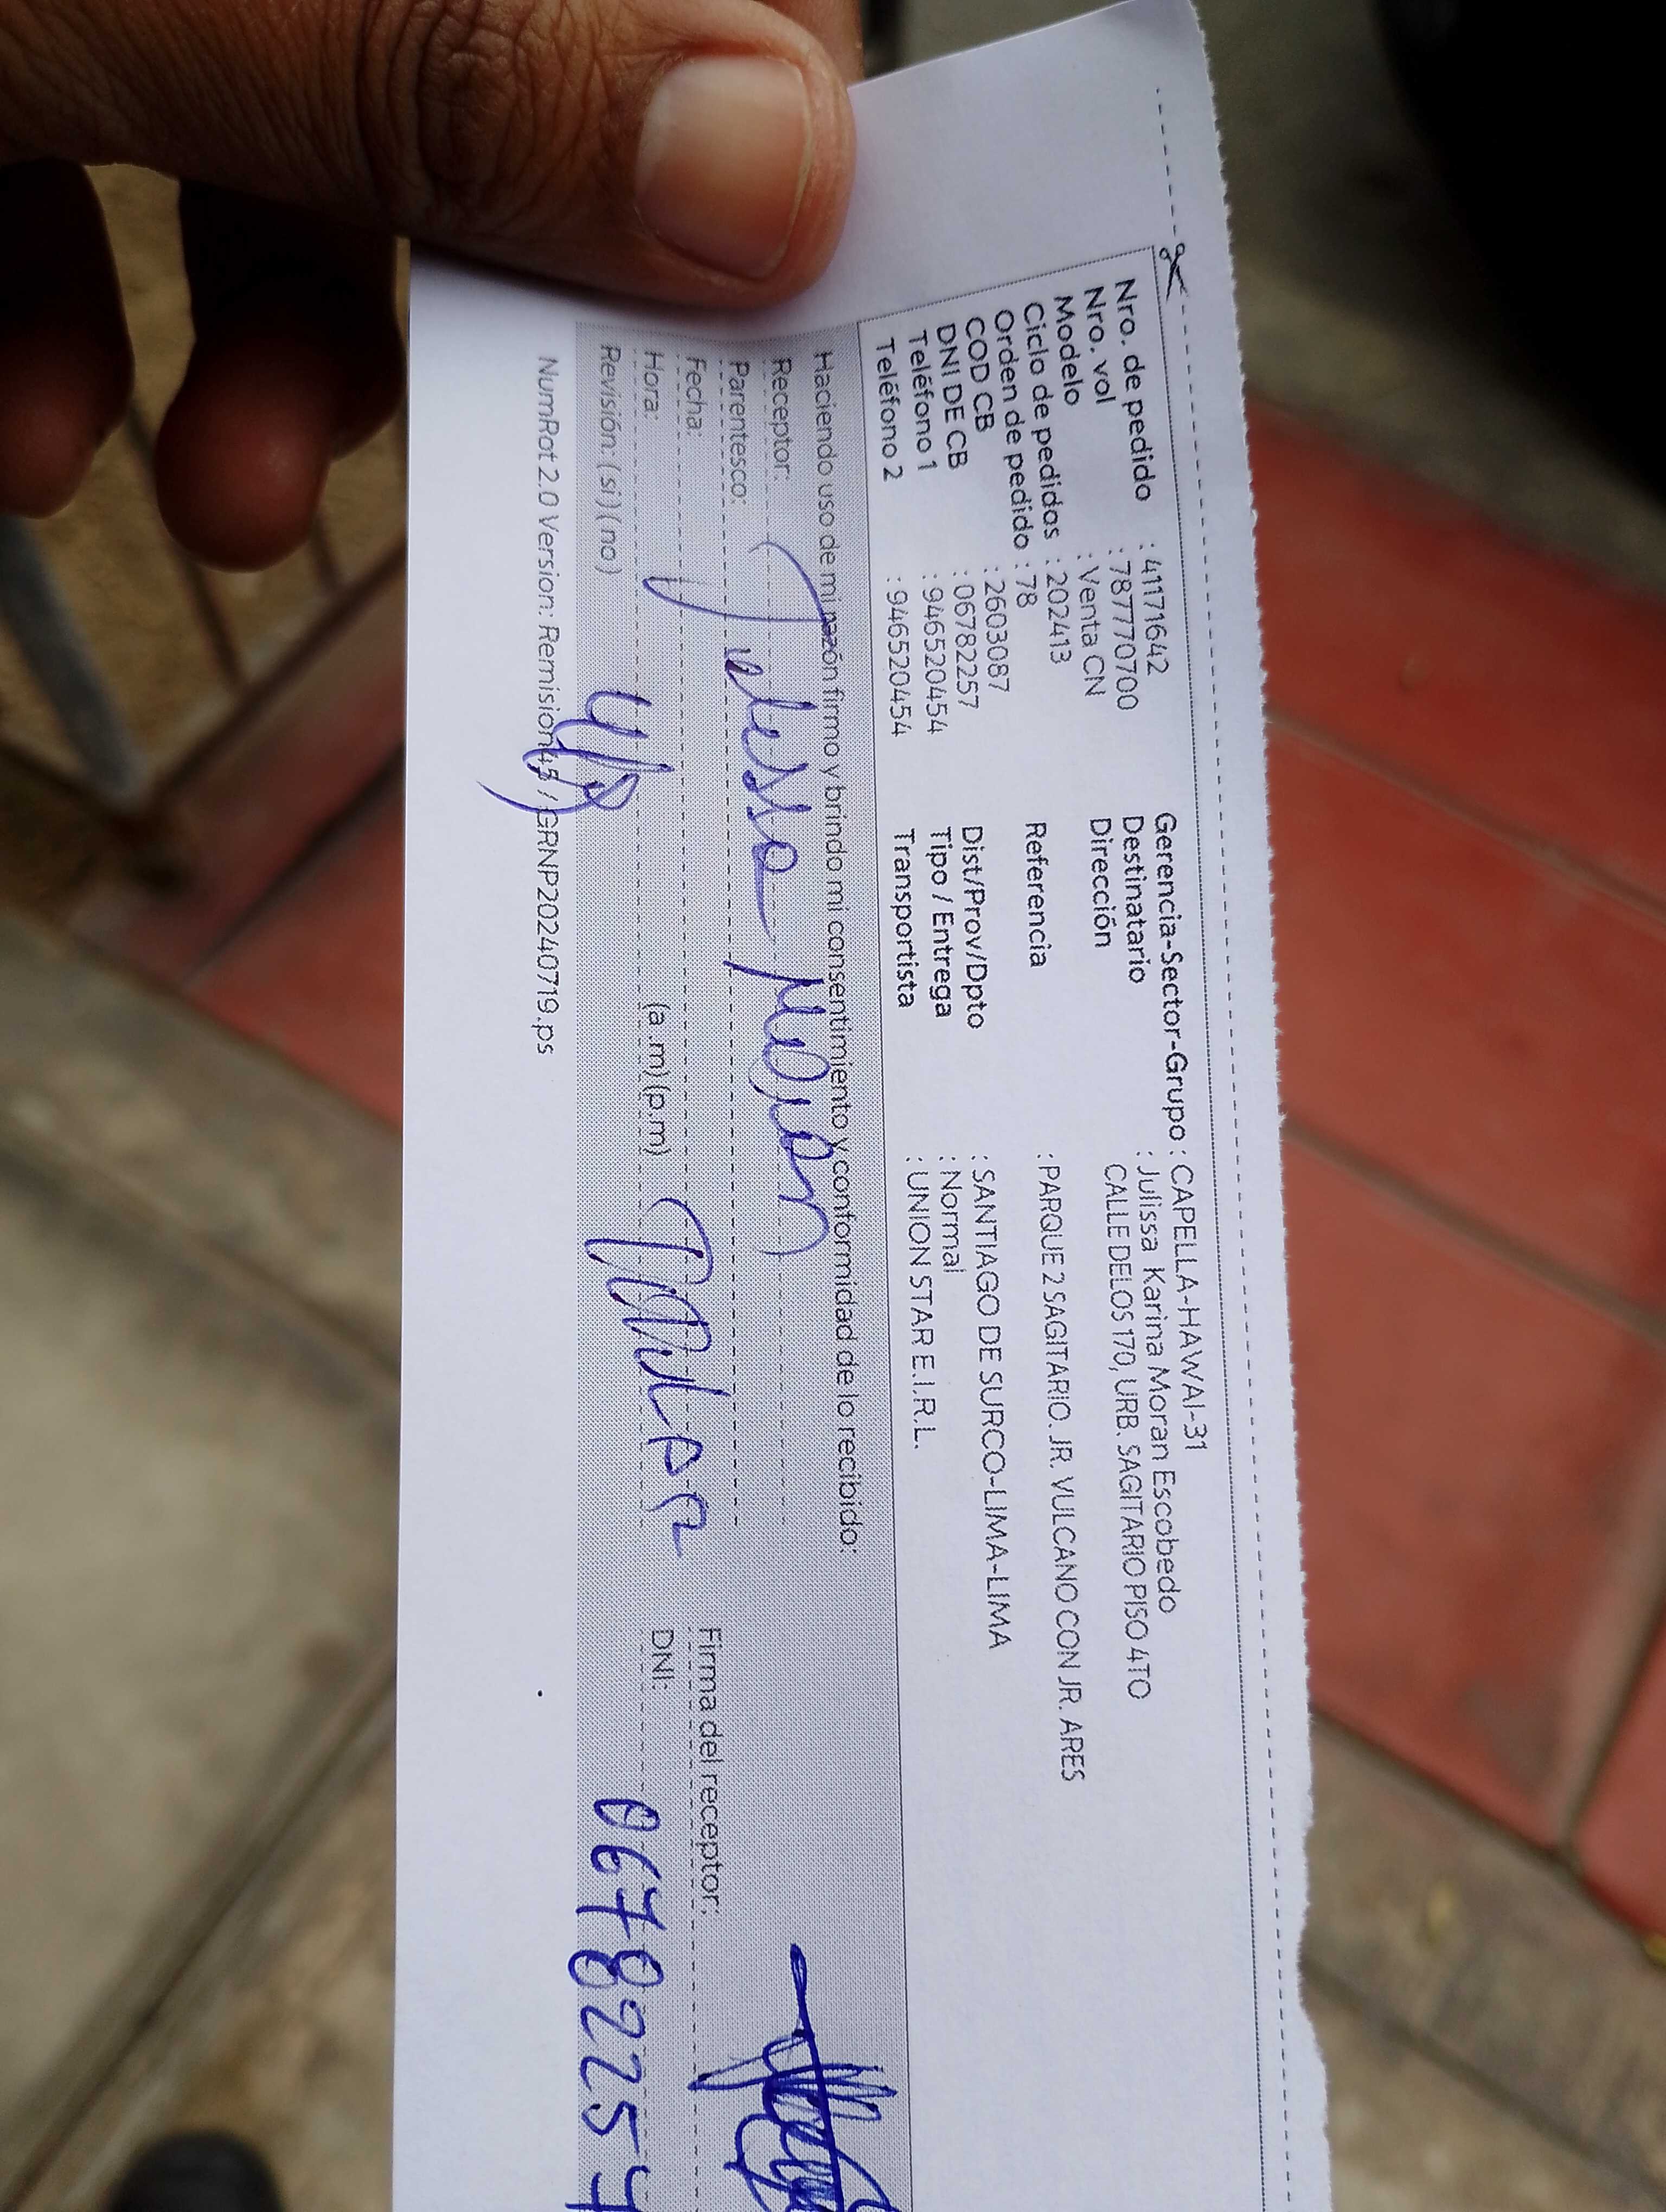 Nro. de pedido : 41171642 Gerencia-Sector-Grupo : CAPELLA-HAWAI-31
Nro. vol : 787770700 Destinatario : Julissa Karina Moran Escobedo
Modelo : Venta CN Dirección CALLE DELOS 170, URB. SAGITARIO PISO 4TO
Ciclo de pedidos : 202413
Orden de pedido : 78 Referencia : PARQUE 2 SAGITARIO. JR. VULCANO CON JR. ARES
COD CB : 2603087
DNI DE CB : 06782257 Dist/Prov/Dpto : SANTIAGO DE SURCO-LIMA-LIMA
Teléfono 1 : 946520454 Tipo / Entrega : Normal
Teléfono 2 : 946520454 Transportista : UNION STAR E.I.R.L.
Haciendo uso de mi razón firmo y brindo mi consentimiento y conformidad de lo recibido:
Receptor: Julissa Moran
Parentesco:
Fecha: Firma del receptor:
Hora: (a.m) (p.m) DNI: 0678225
Revisión: (si) (no)
NumRot 2.0 Version: Remision45 / GRNP20240719.ps